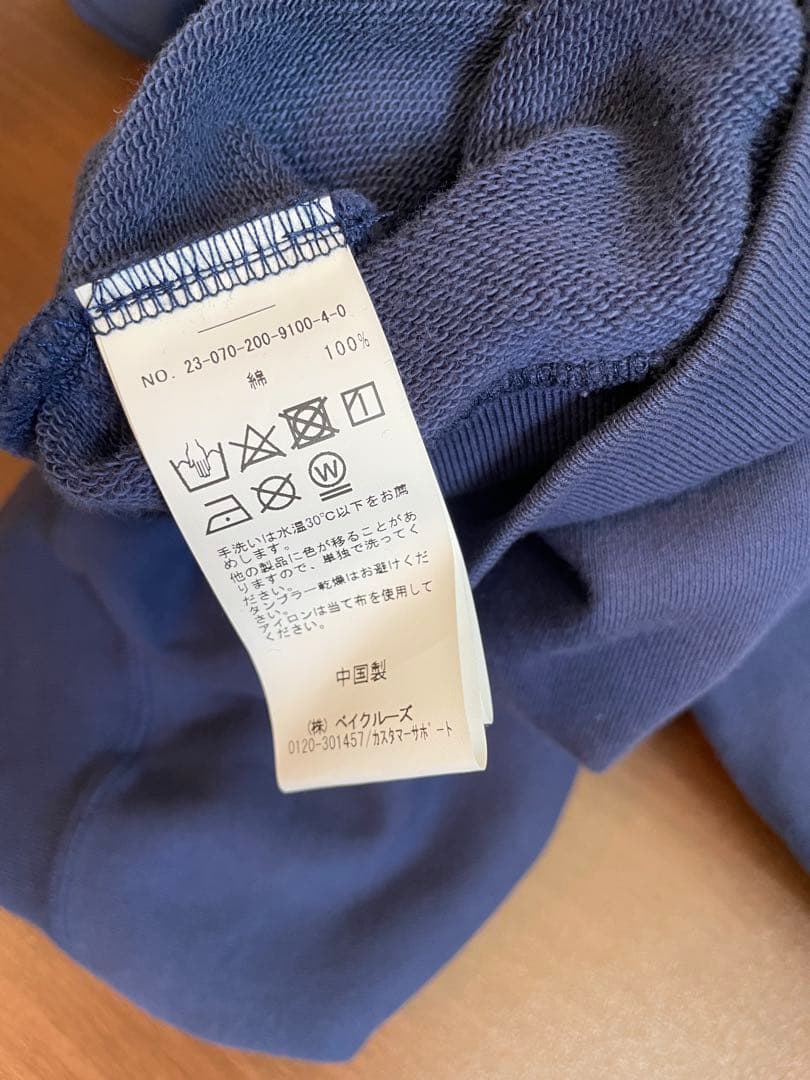 NO. 23-070-200-9100-4-0
綿 100%
W
手洗いは水温30℃以下をお薦
めします。
他の製品に色が移ることがあ
りますので、単独で洗ってく
ださい。
タンブラー乾燥はお避けくだ
さい。
アイロンは当て布を使用して
ください。
中国製
(株) ベイクルーズ
0120-301457/カスタマーサポート